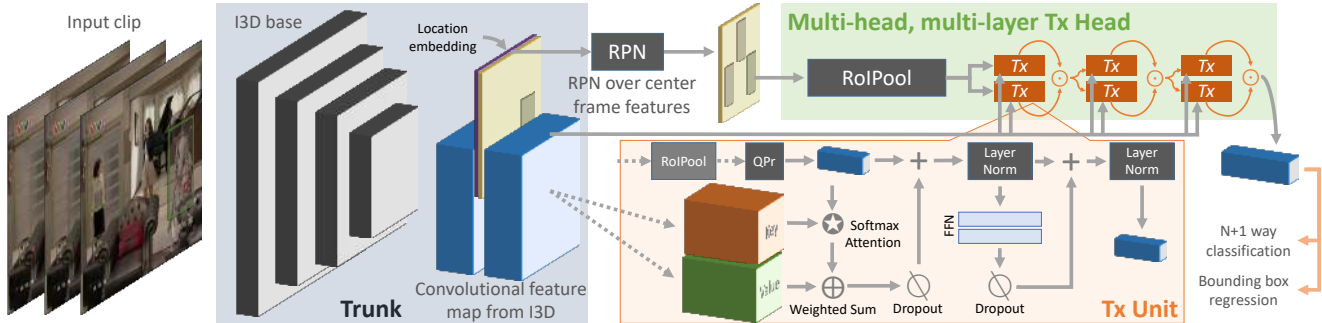 Input clip
I3D base
Location
embedding
RPN
RPN over center
frame features
Multi-head, multi-layer Tx Head
RoIPool
Tx
Tx
Tx
Tx
Tx
Tx
RoIPool
QPr
Layer
Norm
Layer
Norm
Key
Softmax
Attention
FFN
Value
Weighted Sum
Dropout
Dropout
Tx Unit
Trunk
Convolutional feature
map from I3D
N+1 way
classification
Bounding box
regression